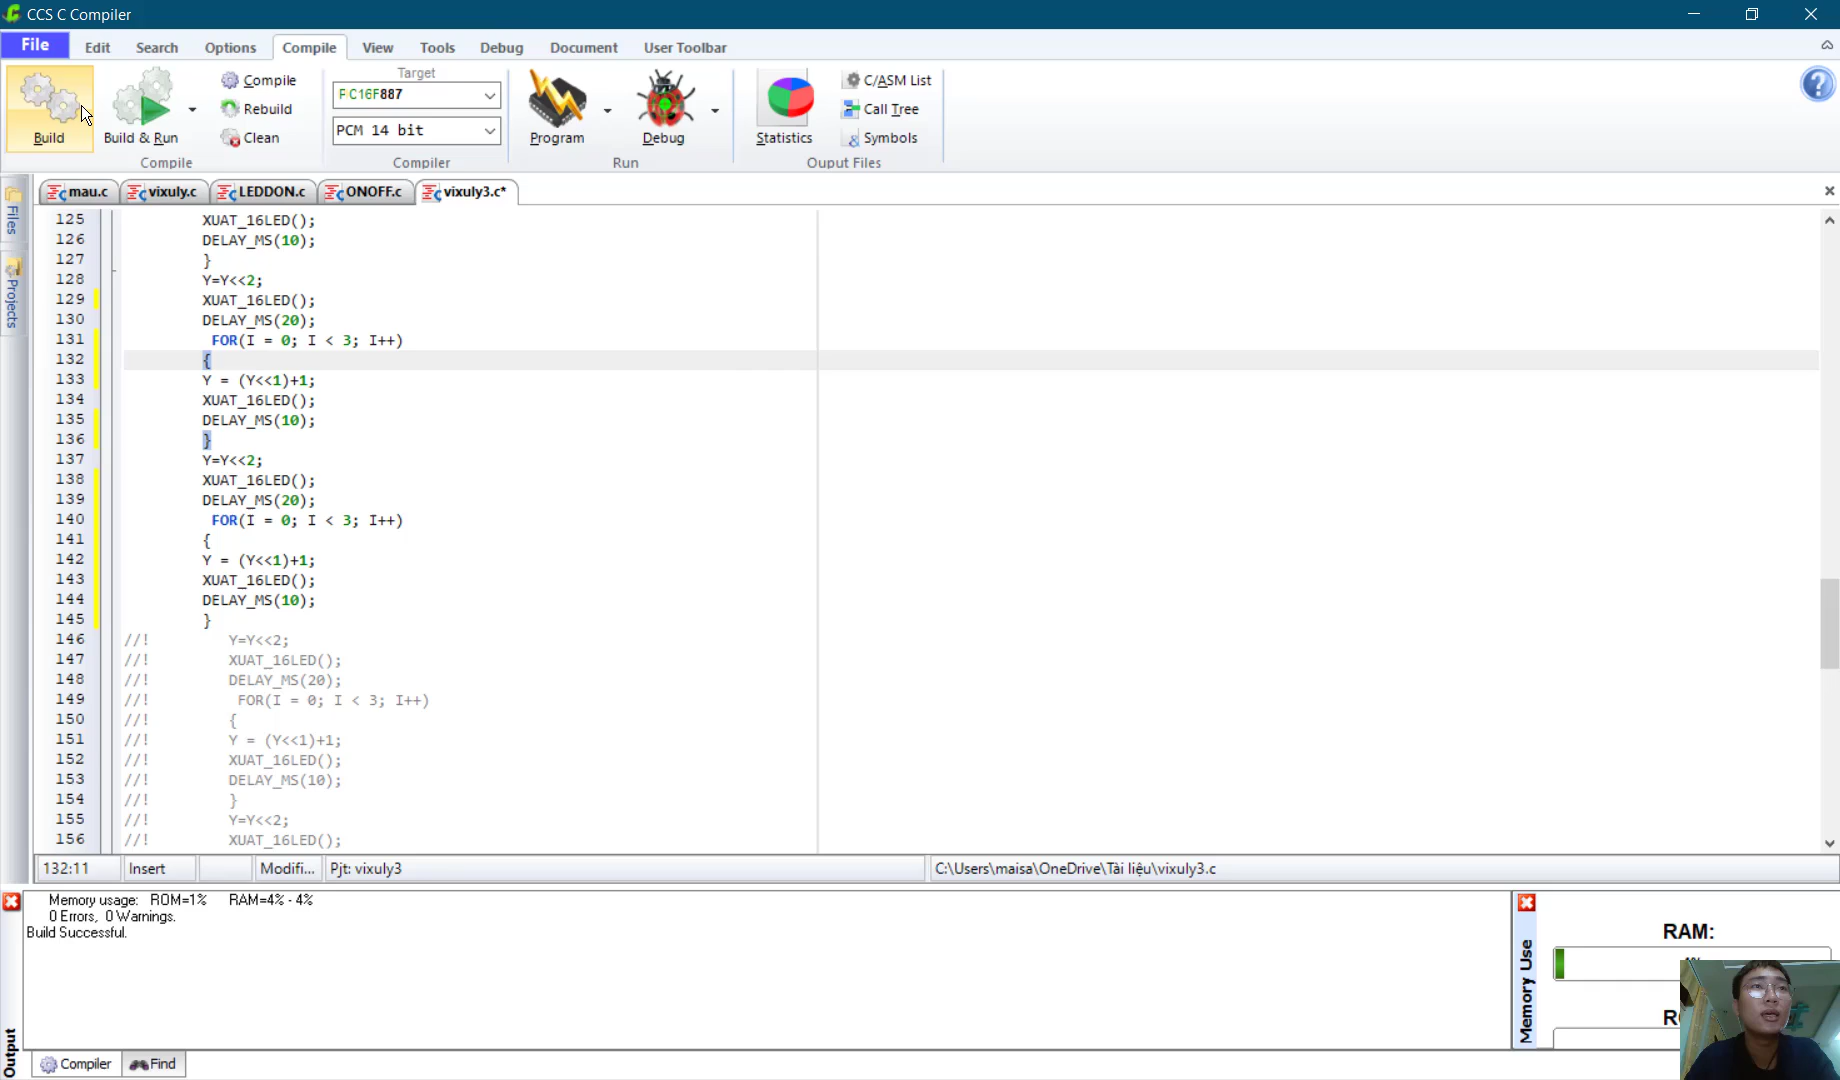 CCS C Compiler
File Edit Search Options Compile View Tools Debug Document User Toolbar
Build
Build & Run
Compile
Rebuild
Clean
Compile
Target
PIC16F887
PCM 14 bit
Compiler
Program
Debug
Run
Statistics
C/ASM List
Call Tree
Symbols
Ouput Files
Files
Projects
mau.c vixuly.c LEDDON.c ONOFF.c vixuly3.c*
125 XUAT_16LED();
126 DELAY_MS(10);
127 }
128 Y=Y<<2;
129 XUAT_16LED();
130 DELAY_MS(20);
131 FOR(I = 0; I < 3; I++)
132 {
133 Y = (Y<<1)+1;
134 XUAT_16LED();
135 DELAY_MS(10);
136 }
137 Y=Y<<2;
138 XUAT_16LED();
139 DELAY_MS(20);
140 FOR(I = 0; I < 3; I++)
141 {
142 Y = (Y<<1)+1;
143 XUAT_16LED();
144 DELAY_MS(10);
145 }
146 //! Y=Y<<2;
147 //! XUAT_16LED();
148 //! DELAY_MS(20);
149 //! FOR(I = 0; I < 3; I++)
150 //! {
151 //! Y = (Y<<1)+1;
152 //! XUAT_16LED();
153 //! DELAY_MS(10);
154 //! }
155 //! Y=Y<<2;
156 //! XUAT_16LED();
132:11 Insert Modifi... Pjt: vixuly3 C:\Users\maisa\OneDrive\Tài liệu\vixuly3.c
Memory usage: ROM=1% RAM=4% - 4%
0 Errors, 0 Warnings.
Build Successful.
Output
Compiler Find
Memory Use
RAM: